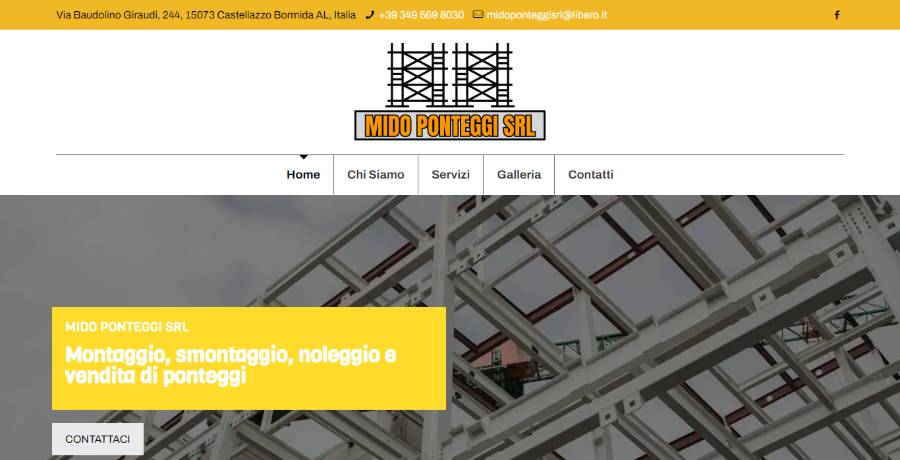 Via Baudolino Giraudi, 244, 15073 Castellazzo Bormida AL, Italia +39 349 569 8030 midoponteggisrl@libero.it
MIDO PONTEGGI SRL
Home Chi Siamo Servizi Galleria Contatti
MIDO PONTEGGI SRL
Montaggio, smontaggio, noleggio e
vendita di ponteggi
CONTATTACI